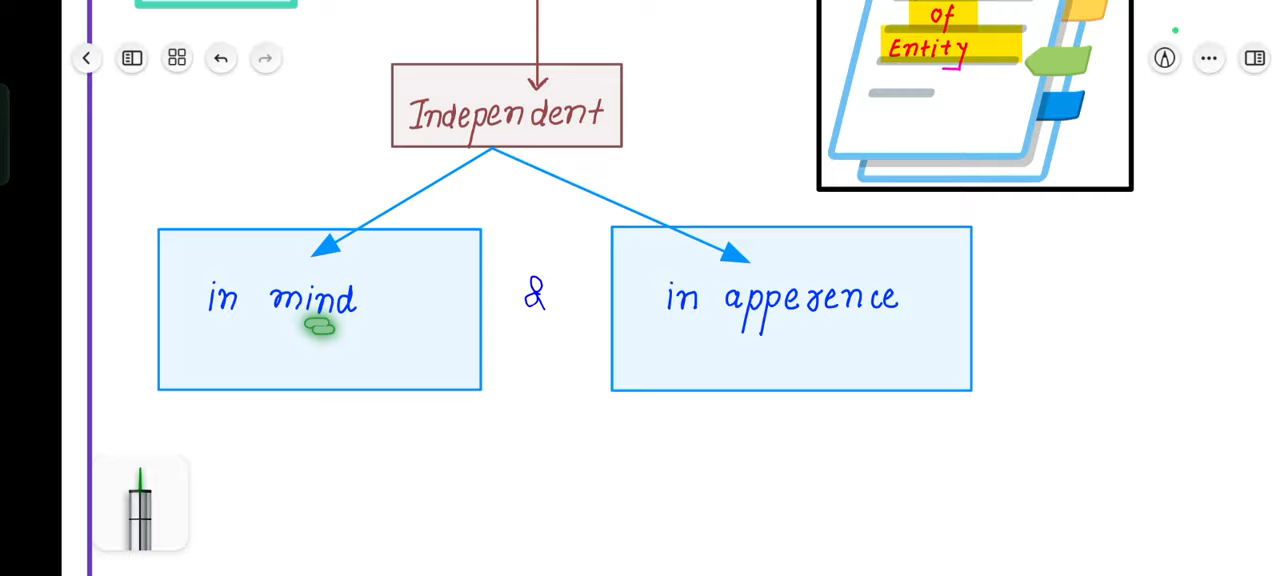 of
Entity
Independent
in mind & in apperence